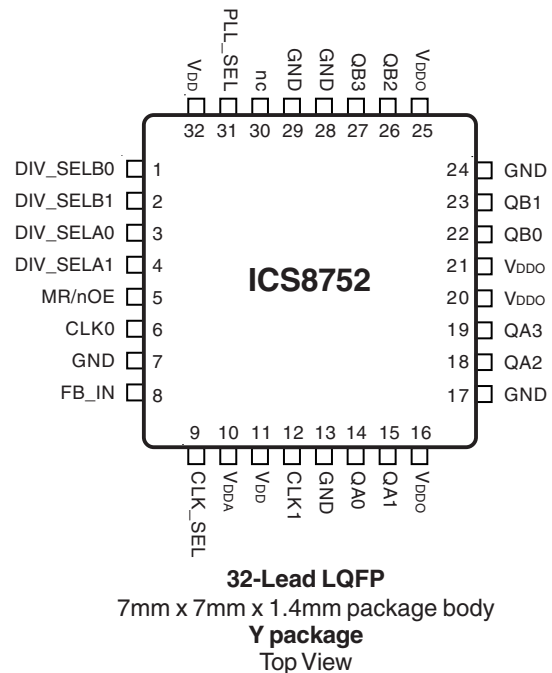 VDD PLL_SEL nc GND GND QB3 QB2 VDDO
32 31 30 29 28 27 26 25
DIV_SELB0 1 24 GND
DIV_SELB1 2 23 QB1
DIV_SELA0 3 22 QB0
DIV_SELA1 4 21 VDDO
ICS8752
MR/nOE 5 20 VDDO
CLK0 6 19 QA3
GND 7 18 QA2
FB_IN 8 17 GND
9 10 11 12 13 14 15 16
CLK_SEL VDDA VDD CLK1 GND QA0 QA1 VDDO
32-Lead LQFP
7mm x 7mm x 1.4mm package body
Y package
Top View